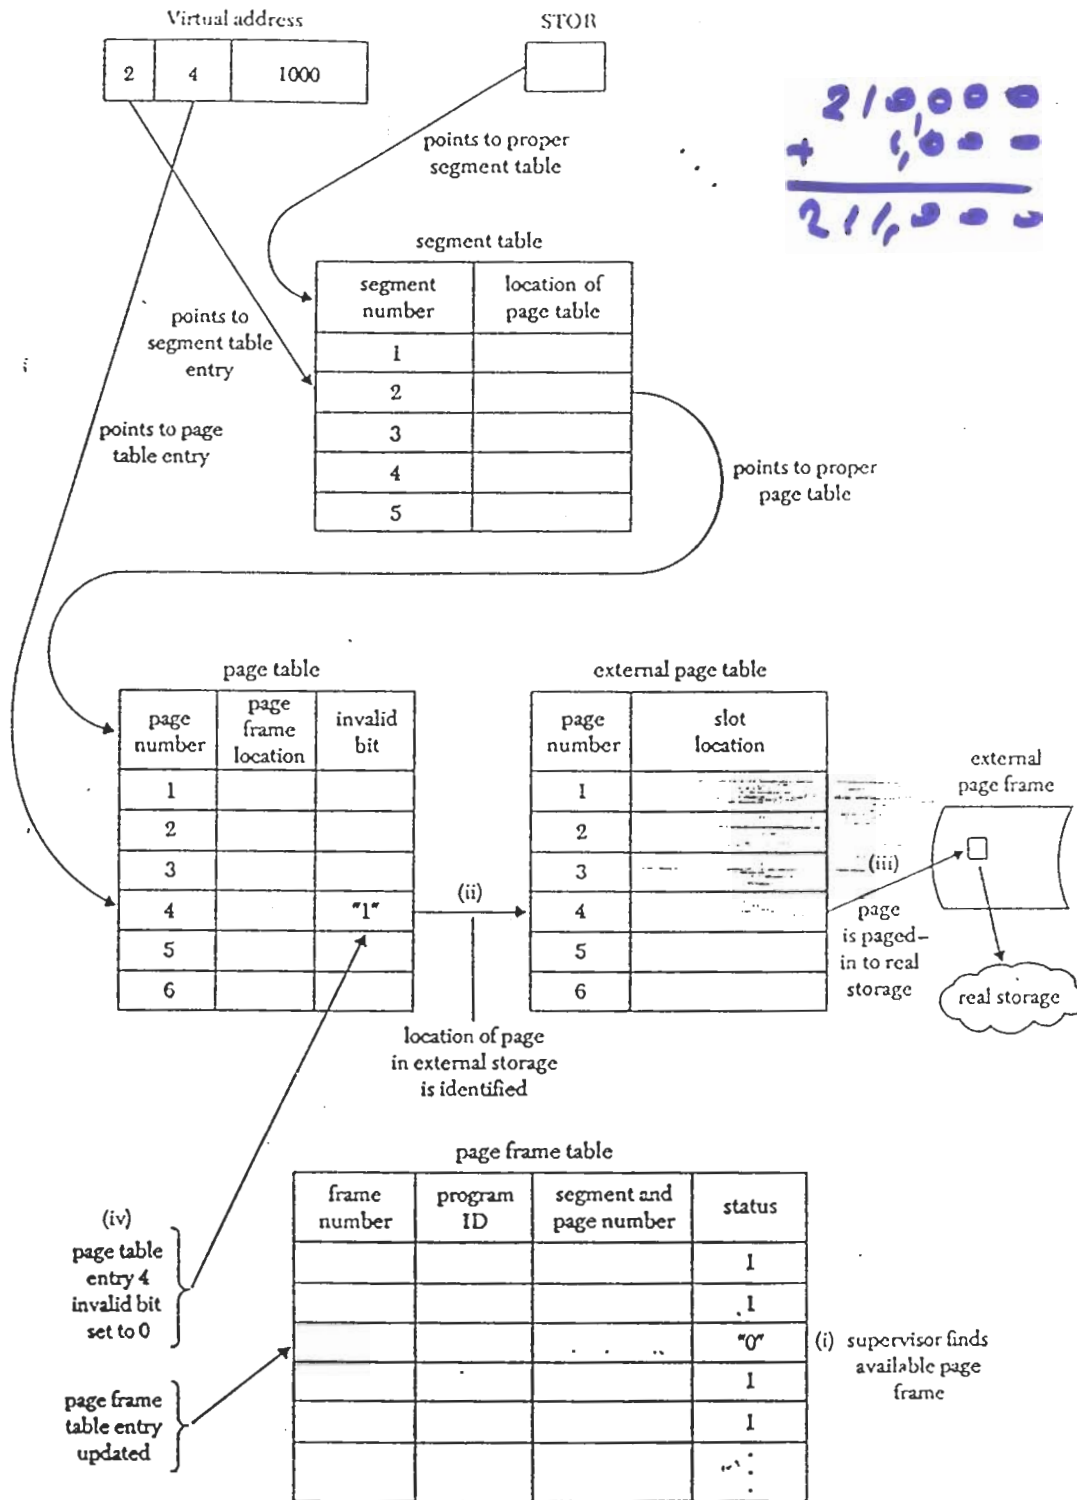 Virtual address
STOR
2 4 1000
210,000
+ 1,000
211,000
points to proper
segment table
segment table
segment number
location of page table
1
2
3
4
5
points to
segment table
entry
points to page
table entry
points to proper
page table
page table
page number
page frame location
invalid bit
1
2
3
4 "1"
5
6
(ii)
location of page
in external storage
is identified
external page table
page number
slot location
1
2
3
4
5
6
external
page frame
(iii)
page
is paged–
in to real
storage
real storage
page frame table
frame number
program ID
segment and page number
status
1
1
"0"
1
1
(i) supervisor finds
available page
frame
(iv)
page table
entry 4
invalid bit
set to 0
page frame
table entry
updated